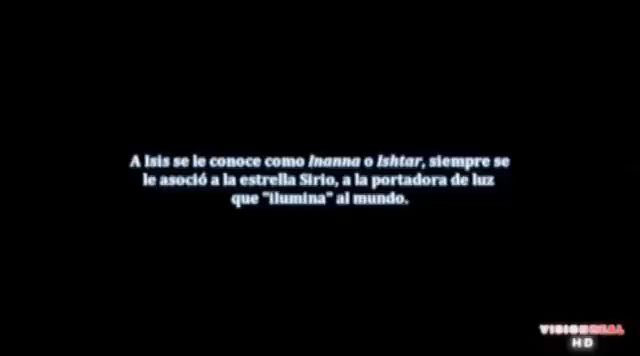 A Isis se le conoce como Inanna o Ishtar, siempre se
le asoció a la estrella Sirio, a la portadora de luz
que "ilumina" al mundo.
VISIONREAL
HD